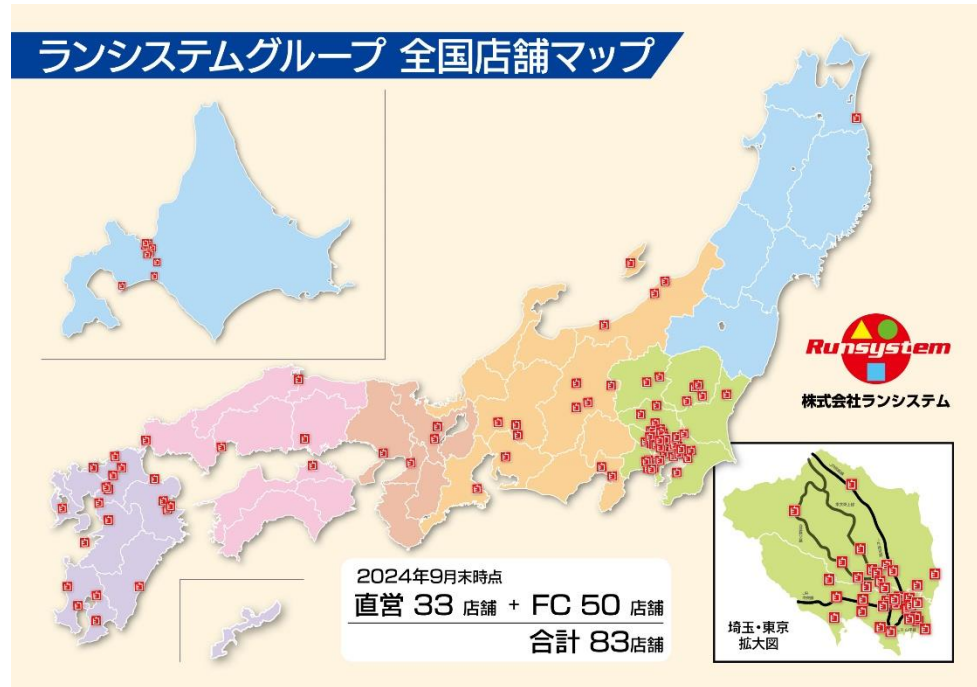 ランシステムグループ 全国店舗マップ
Runsystem
株式会社ランシステム
2024年9月末時点
直営 33 店舗 + FC 50 店舗
合計 83店舗
埼玉・東京
拡大図